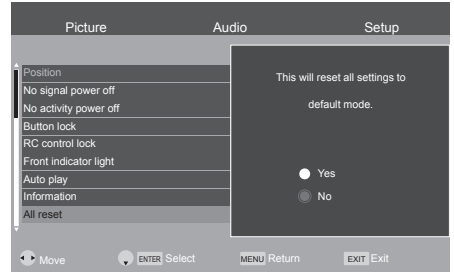 Picture Audio Setup
Position
No signal power off
No activity power off
Button lock
RC control lock
Front indicator light
Auto play
Information
All reset
This will reset all settings to
default mode.
Yes
No
Move ENTER Select MENU Return EXIT Exit